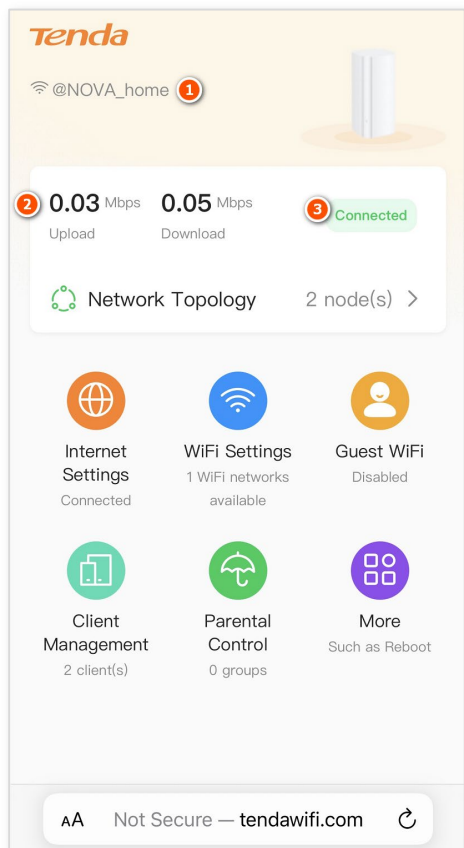 Tenda
@NOVA_home 1
2 0.03 Mbps 0.05 Mbps 3 Connected
Upload Download
Network Topology 2 node(s) >
Internet Settings WiFi Settings Guest WiFi
Connected 1 WiFi networks available Disabled
Client Management Parental Control More
2 client(s) 0 groups Such as Reboot
AA Not Secure — tendawifi.com